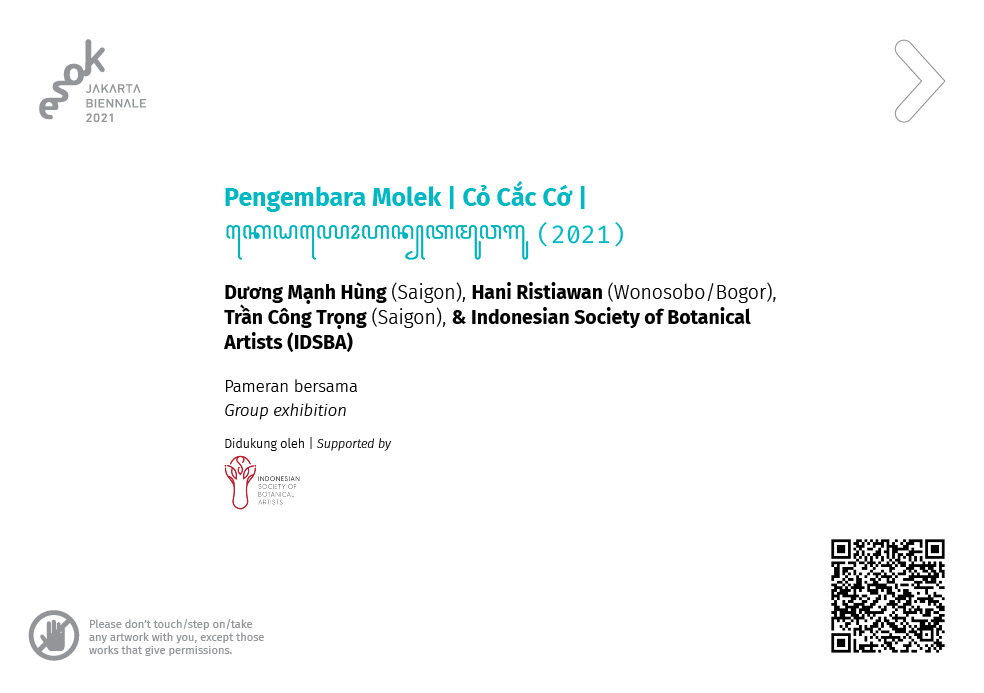 esok
JAKARTA
BIENNALE
2021
Pengembara Molek | Cỏ Cắc Cớ |
(2021)
Dương Mạnh Hùng (Saigon), Hani Ristiawan (Wonosobo/Bogor),
Trần Công Trọng (Saigon), & Indonesian Society of Botanical
Artists (IDSBA)
Pameran bersama
Group exhibition
Didukung oleh | Supported by
INDONESIAN
SOCIETY OF
BOTANICAL
ARTISTS
Please don't touch/step on/take
any artwork with you, except those
works that give permissions.